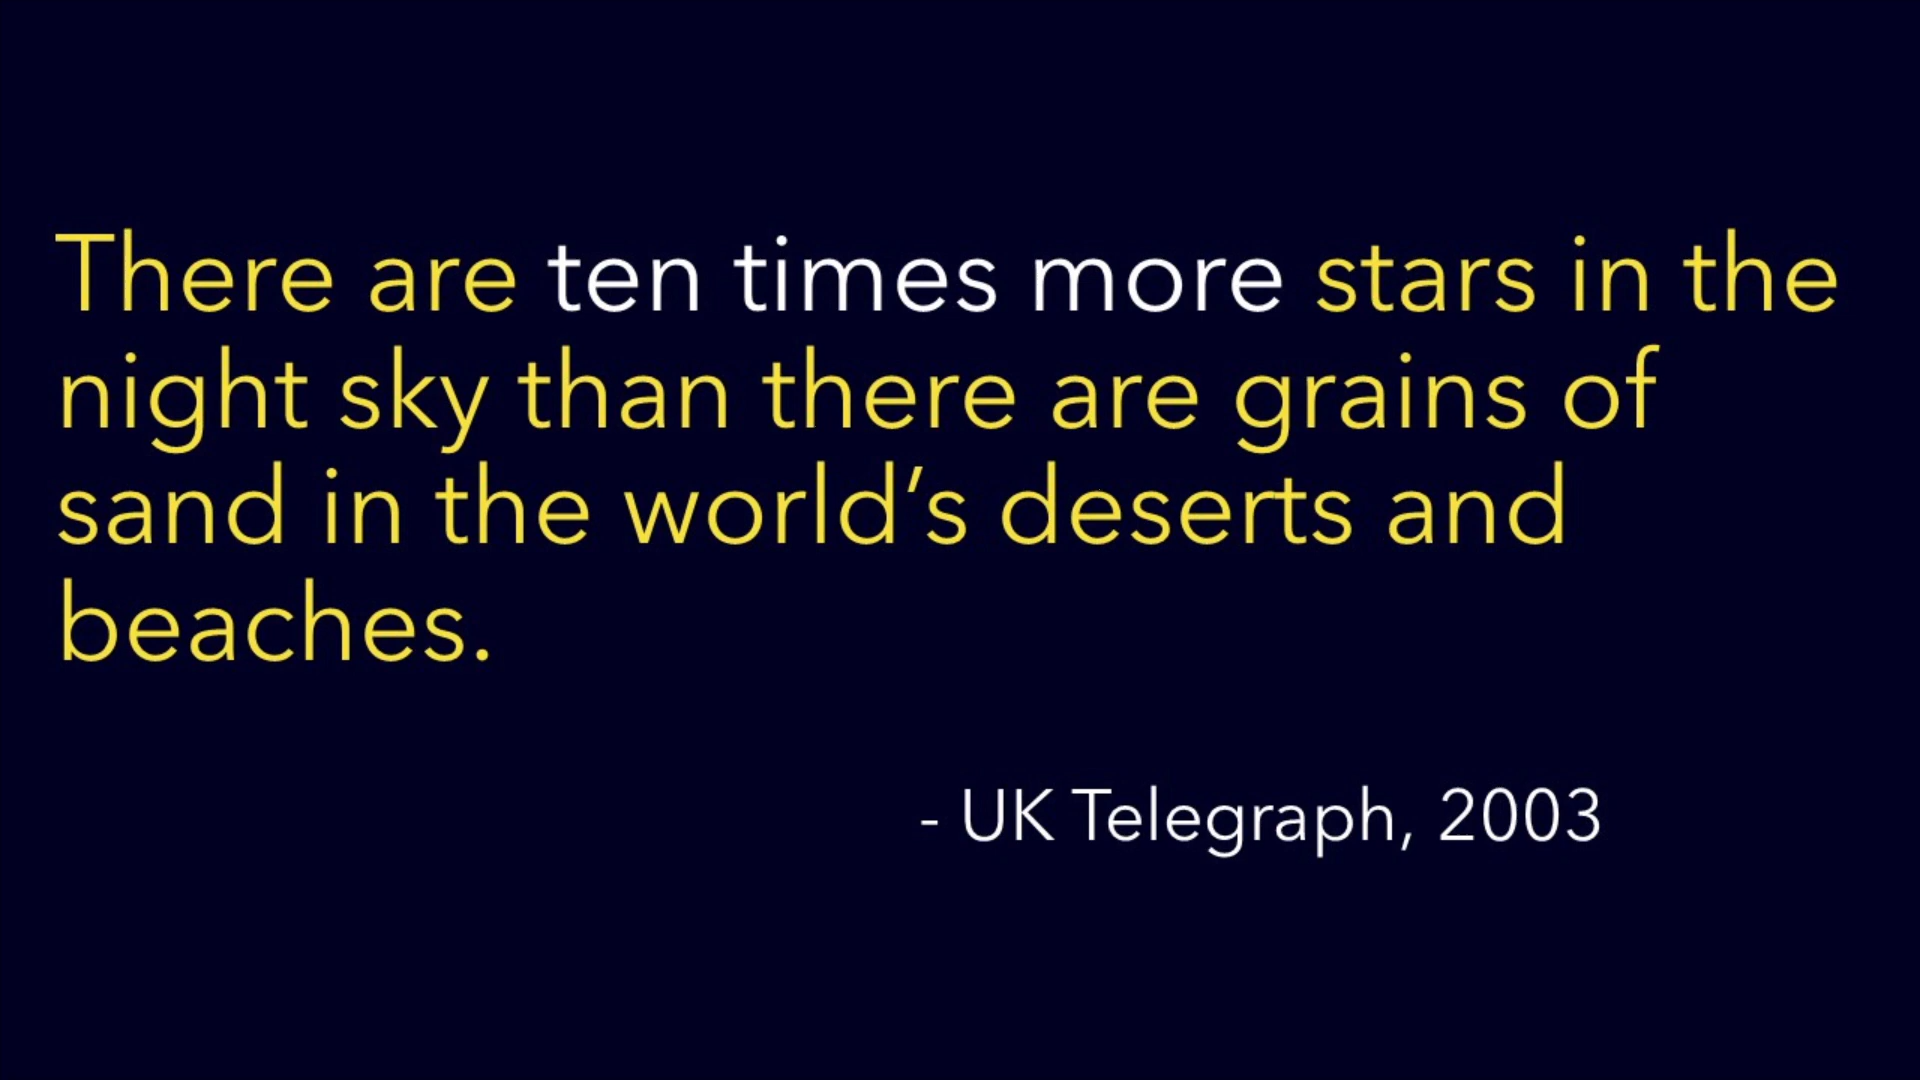 There are ten times more stars in the
night sky than there are grains of
sand in the world’s deserts and
beaches.
- UK Telegraph, 2003